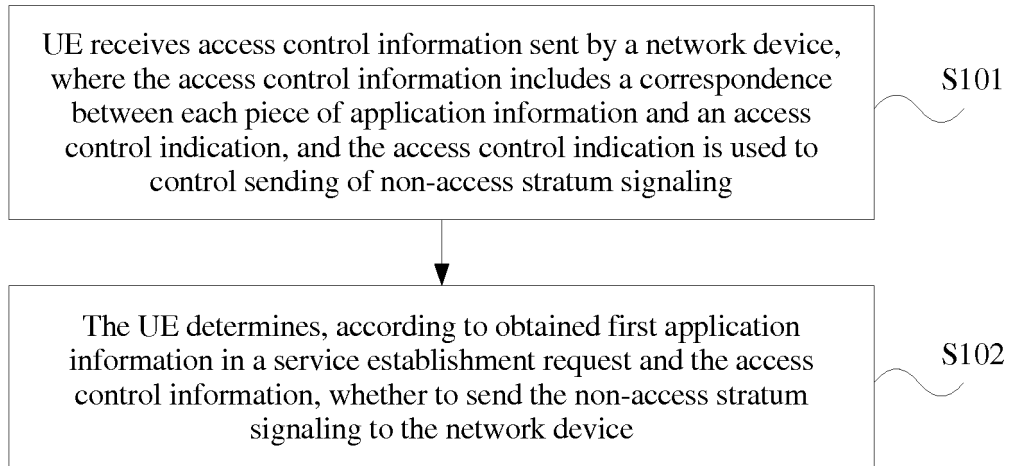 UE receives access control information sent by a network device,
where the access control information includes a correspondence
between each piece of application information and an access
control indication, and the access control indication is used to
control sending of non-access stratum signaling
S101
The UE determines, according to obtained first application
information in a service establishment request and the access
control information, whether to send the non-access stratum
signaling to the network device
S102